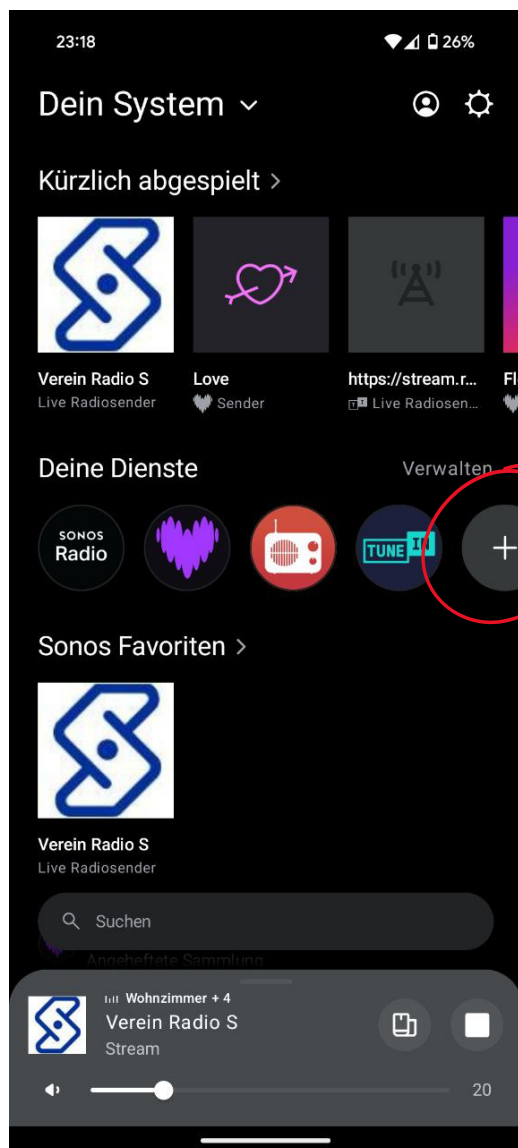 23:18
26%
Dein System
Kürzlich abgespielt
Verein Radio S
Live Radiosender
Love
Sender
https://stream.r...
Live Radiosen...
Fl
Deine Dienste
Verwalten
SONOS
Radio
TUNE IN
Sonos Favoriten
Verein Radio S
Live Radiosender
Suchen
Angeheftete Sammlung
Wohnzimmer + 4
Verein Radio S
Stream
20